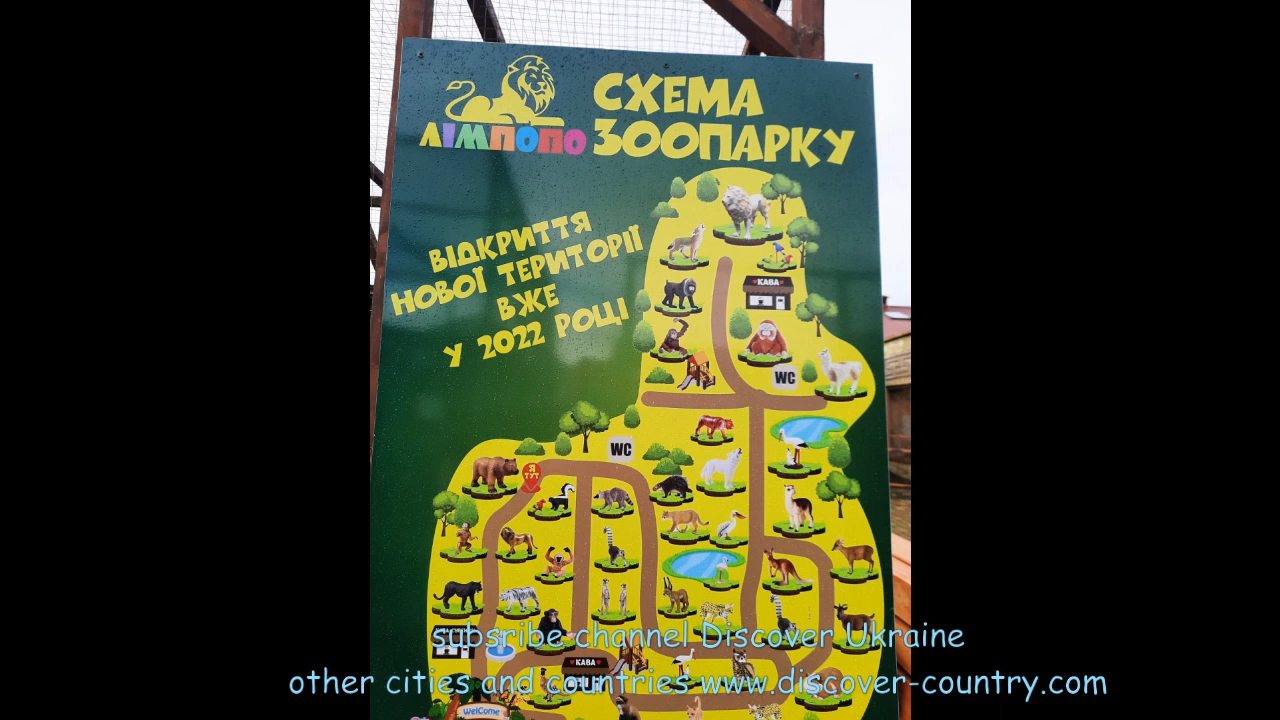 ЛІМПОПО
СХЕМА
ЗООПАРКУ
ВІДКРИТТЯ
НОВОЇ ТЕРИТОРІЇ
ВЖЕ
У 2022 РОЦІ
КАВА
WC
WC
Я
ТУТ
КАВА
WelCome
subsribe channel Discover Ukraine
other cities and countries www.discover-country.com